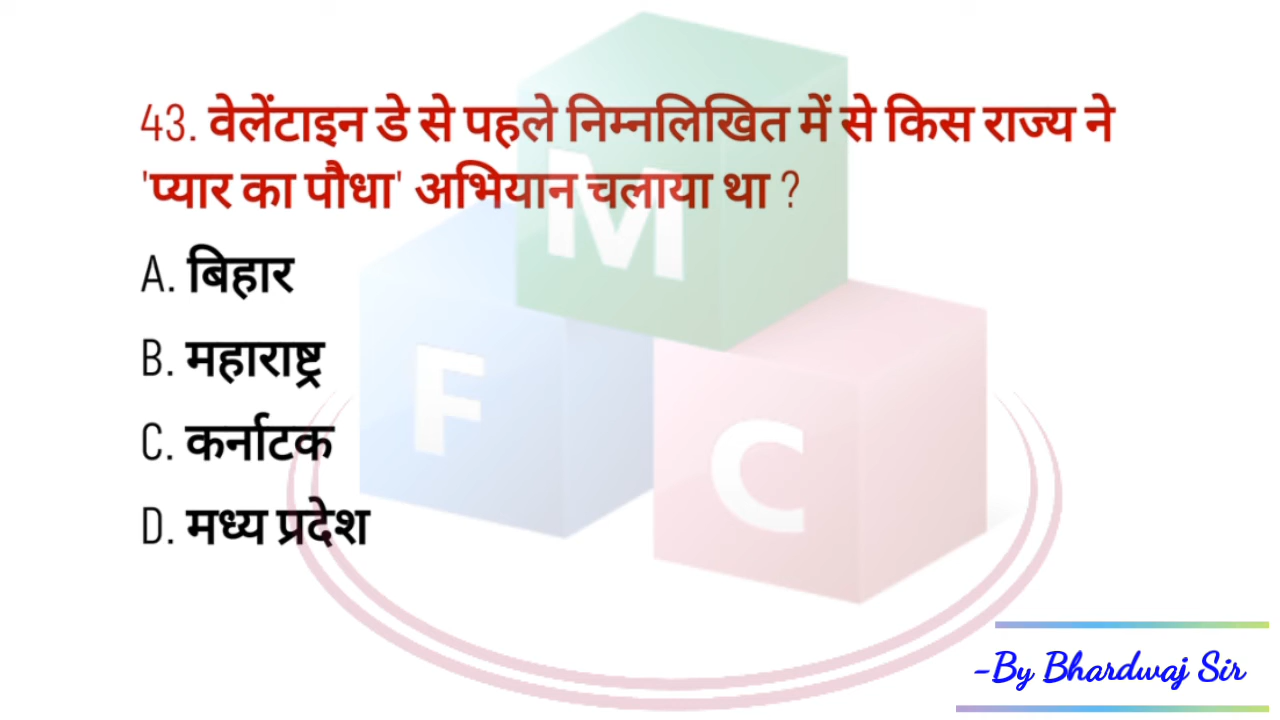 43. वेलेंटाइन डे से पहले निम्नलिखित में से किस राज्य ने
'प्यार का पौधा' अभियान चलाया था ?
A. बिहार
B. महाराष्ट्र
C. कर्नाटक
D. मध्य प्रदेश
M
F
C
-By Bhardwaj Sir